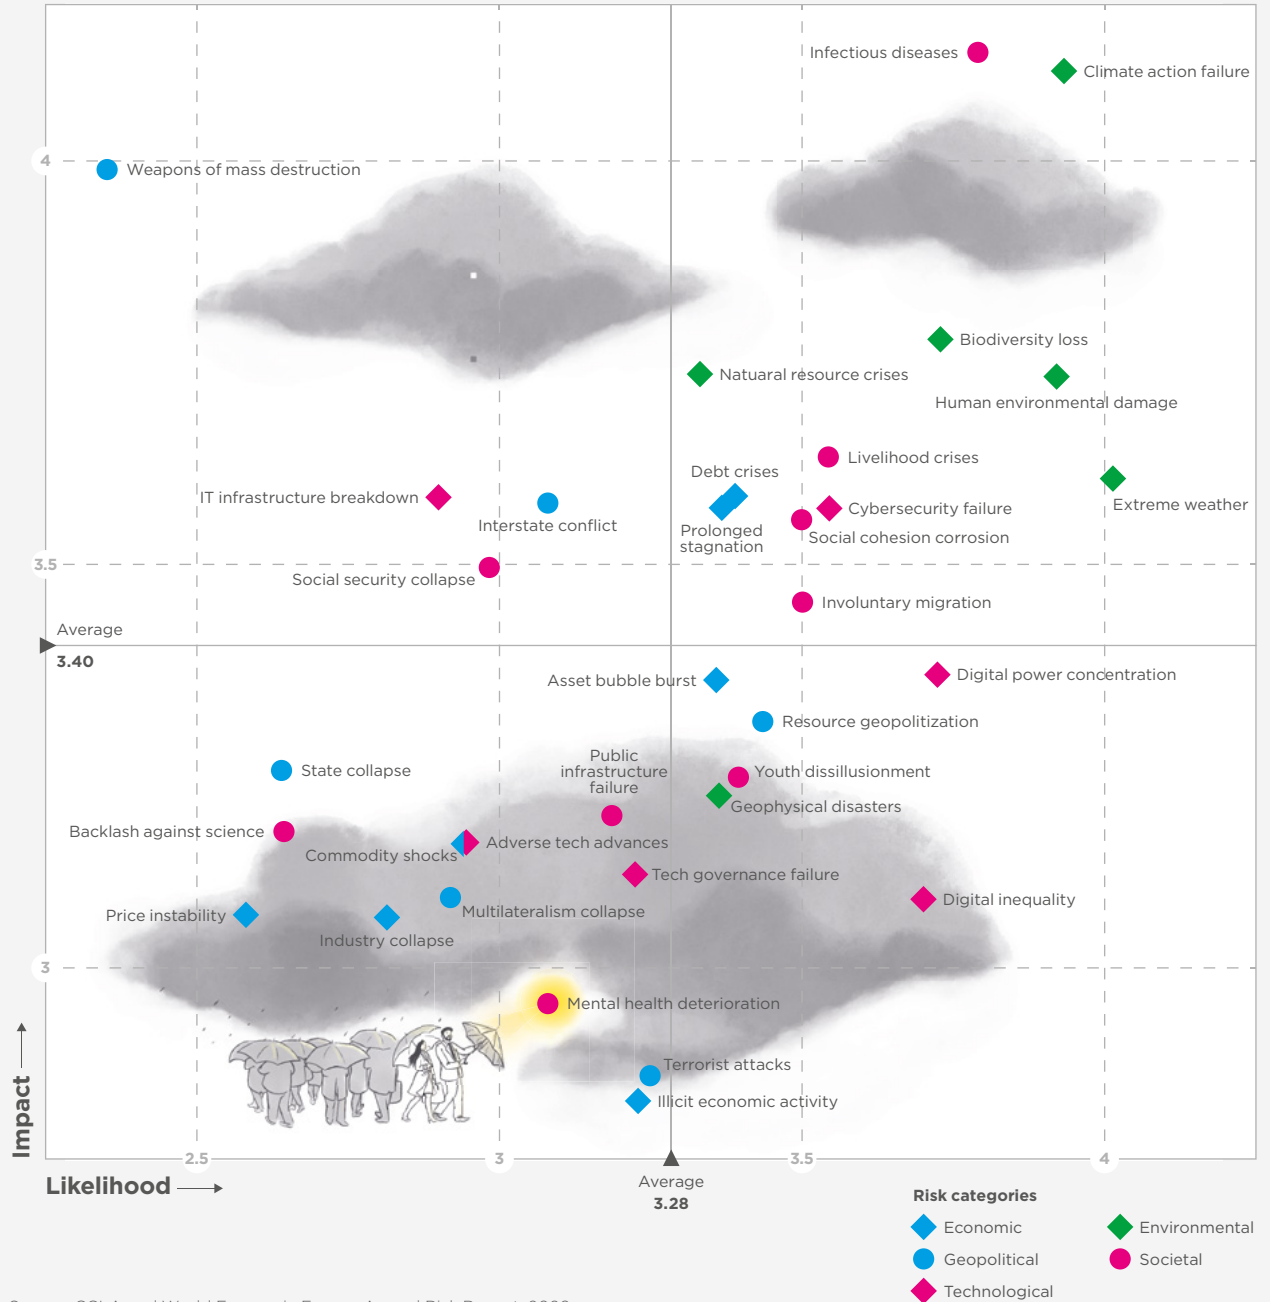 Infectious diseases
Climate action failure
4
Weapons of mass destruction
Biodiversity loss
Natuaral resource crises
Human environmental damage
Livelihood crises
Debt crises
Extreme weather
IT infrastructure breakdown
Interstate conflict
Cybersecurity failure
Prolonged
stagnation
Social cohesion corrosion
3.5
Social security collapse
Involuntary migration
Average
3.40
Asset bubble burst
Digital power concentration
Resource geopolitization
Public
infrastructure
failure
State collapse
Youth dissillusionment
Geophysical disasters
Backlash against science
Adverse tech advances
Commodity shocks
Tech governance failure
Digital inequality
Price instability
Multilateralism collapse
Industry collapse
3
Mental health deterioration
Terrorist attacks
Illicit economic activity
Impact
2.5
3
3.5
4
Likelihood
Average
3.28
Risk categories
Economic
Environmental
Geopolitical
Societal
Technological